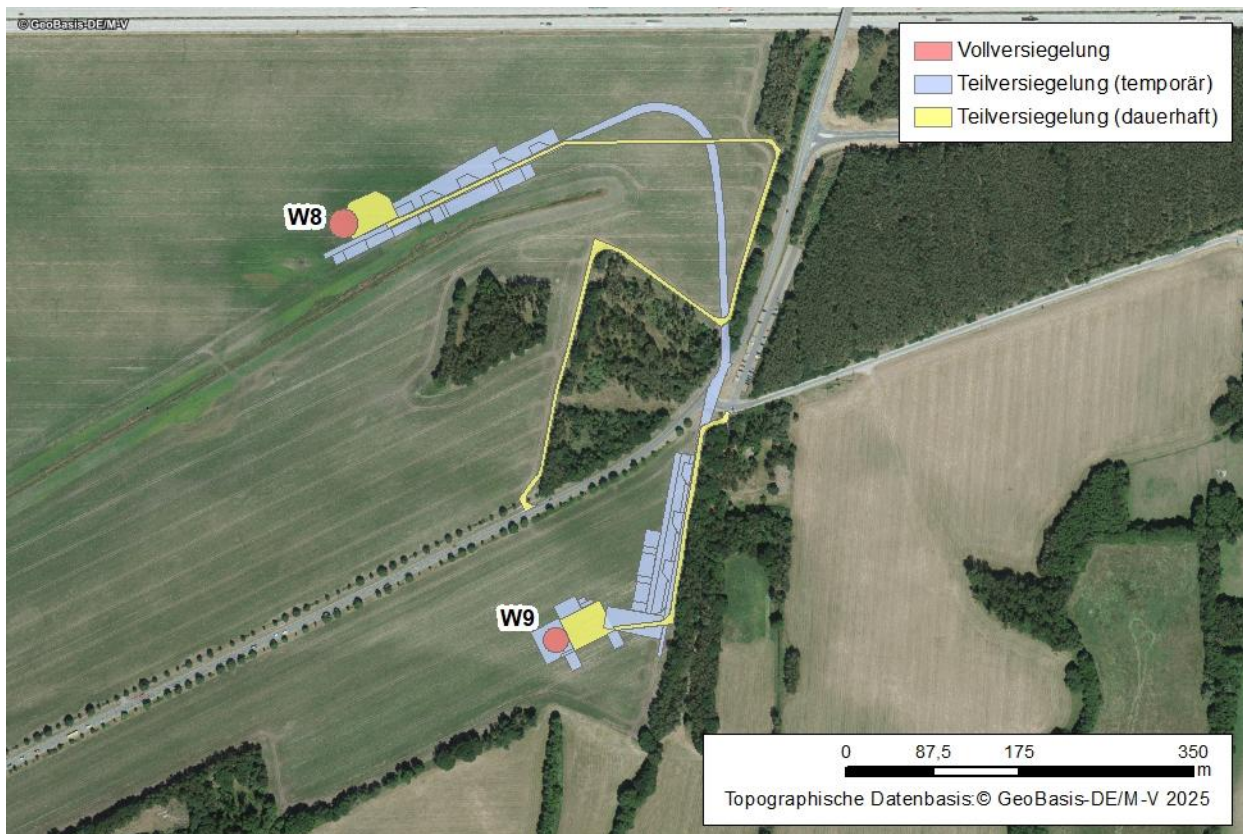 © GeoBasis-DE/M-V
Vollversiegelung
Teilversiegelung (temporär)
Teilversiegelung (dauerhaft)
W8
W9
0 87,5 175 350
m
Topographische Datenbasis:© GeoBasis-DE/M-V 2025